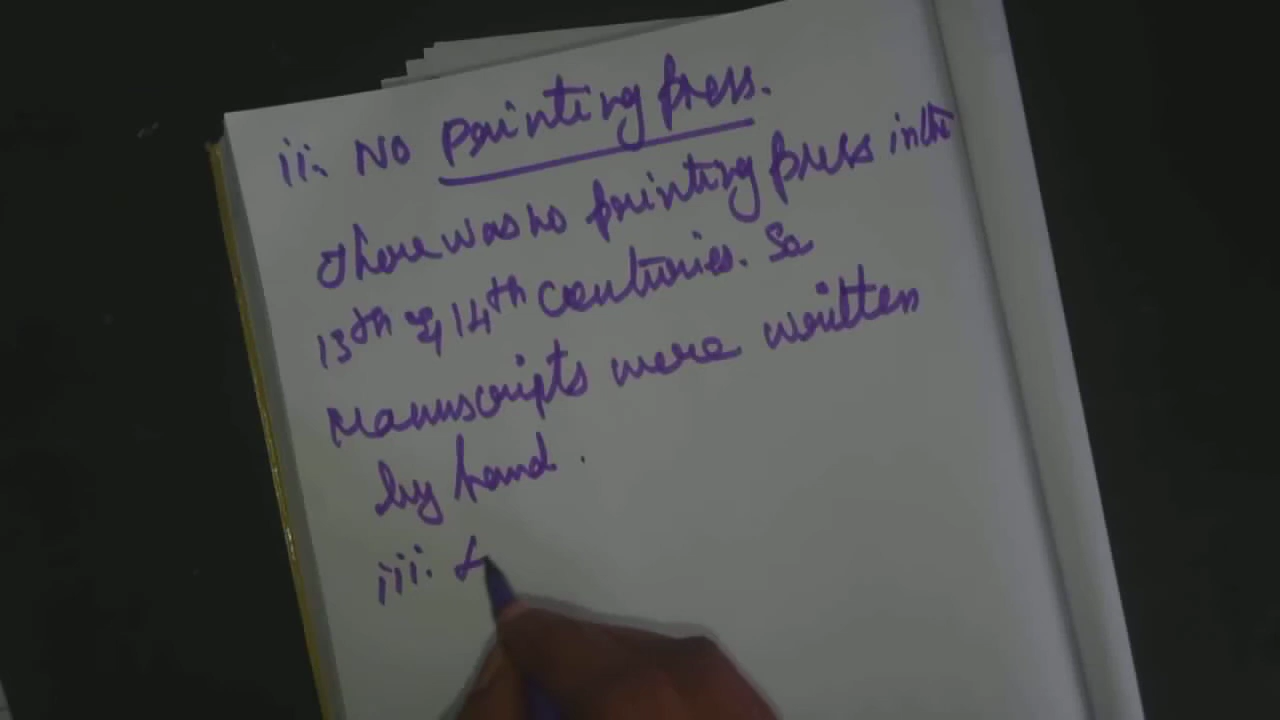 ii. No printing press.
There was no printing press in the
13th & 14th centuries. So
Manuscripts were written
by hand.
iii.